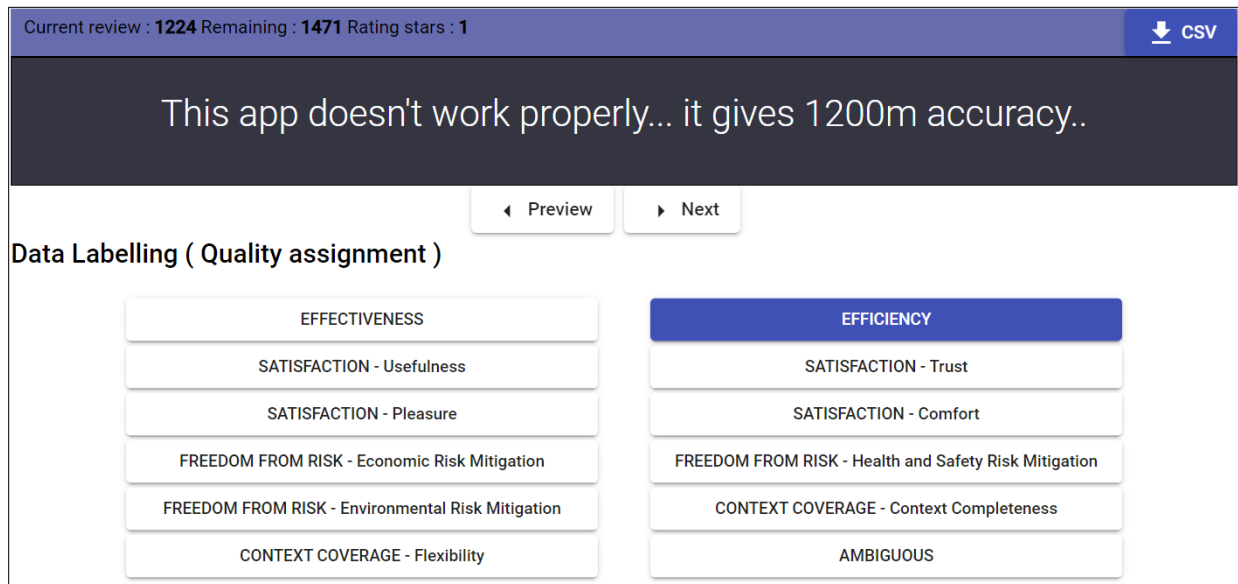 Current review : 1224 Remaining : 1471 Rating stars : 1
CSV
This app doesn't work properly... it gives 1200m accuracy..
Preview
Next
Data Labelling ( Quality assignment )
EFFECTIVENESS
EFFICIENCY
SATISFACTION - Usefulness
SATISFACTION - Trust
SATISFACTION - Pleasure
SATISFACTION - Comfort
FREEDOM FROM RISK - Economic Risk Mitigation
FREEDOM FROM RISK - Health and Safety Risk Mitigation
FREEDOM FROM RISK - Environmental Risk Mitigation
CONTEXT COVERAGE - Context Completeness
CONTEXT COVERAGE - Flexibility
AMBIGUOUS